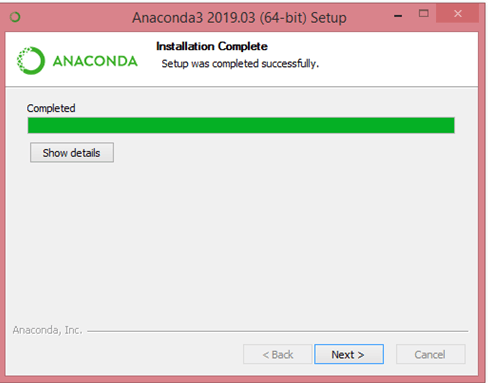 Anaconda3 2019.03 (64-bit) Setup
ANACONDA
Installation Complete
Setup was completed successfully.
Completed
Show details
Anaconda, Inc.
< Back
Next >
Cancel